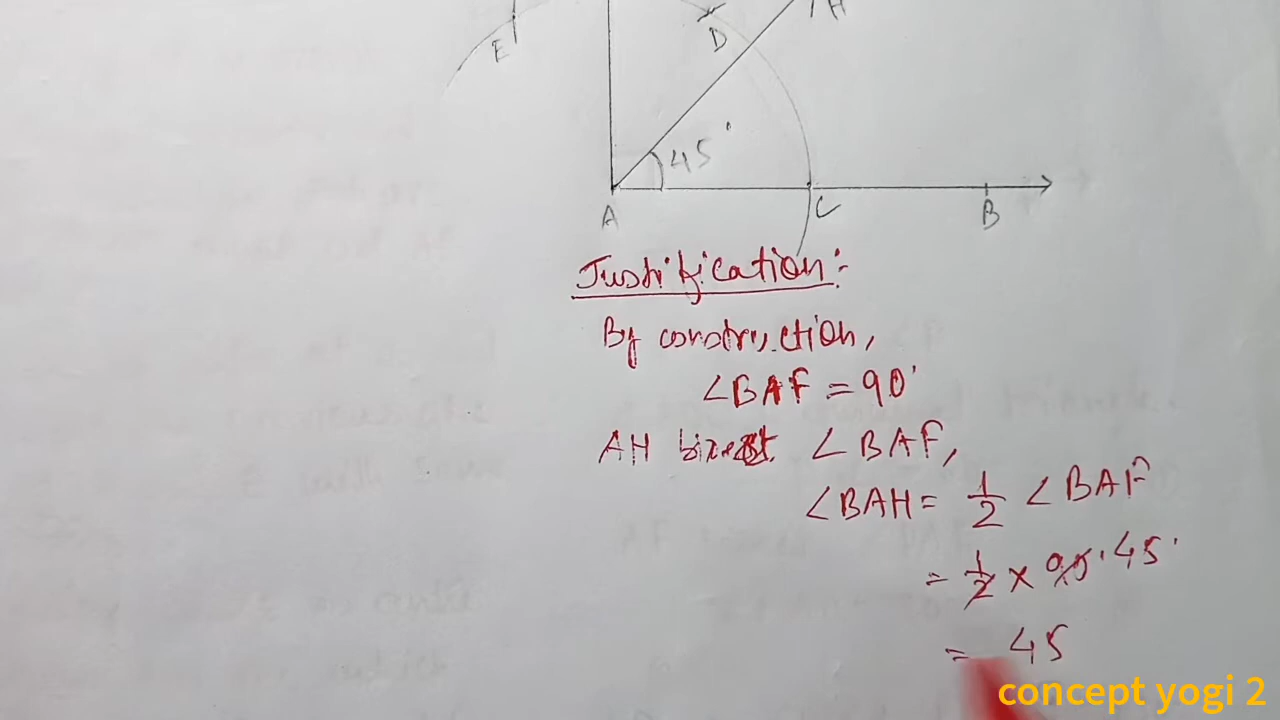 E
D
H
45°
A
C
B
Justification:
By construction,
∠BAF = 90°
AH bisect ∠BAF,
∠BAH = 1/2 ∠BAF
= 1/2 × 90° 45°
= 45
concept yogi 2